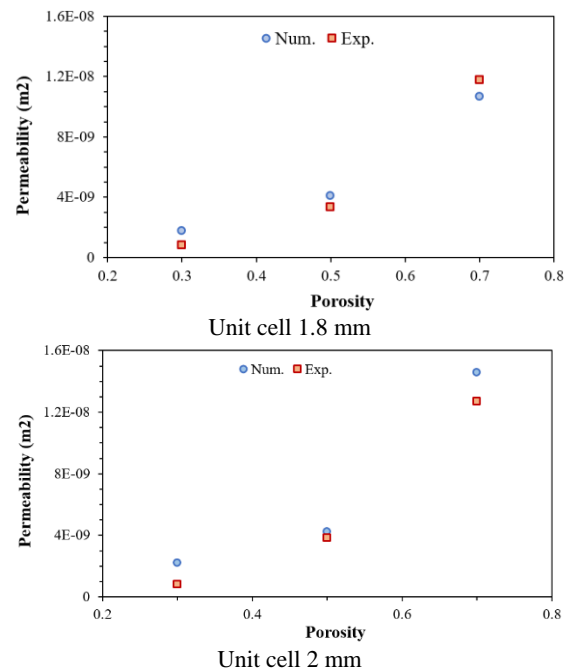 1.6E-08
Num. Exp.
1.2E-08
8E-09
4E-09
0
Permeability (m2)
0.2 0.3 0.4 0.5 0.6 0.7 0.8
Porosity
Unit cell 1.8 mm
1.6E-08
Num. Exp.
1.2E-08
8E-09
4E-09
0
Permeability (m2)
0.2 0.4 0.6 0.8
Porosity
Unit cell 2 mm